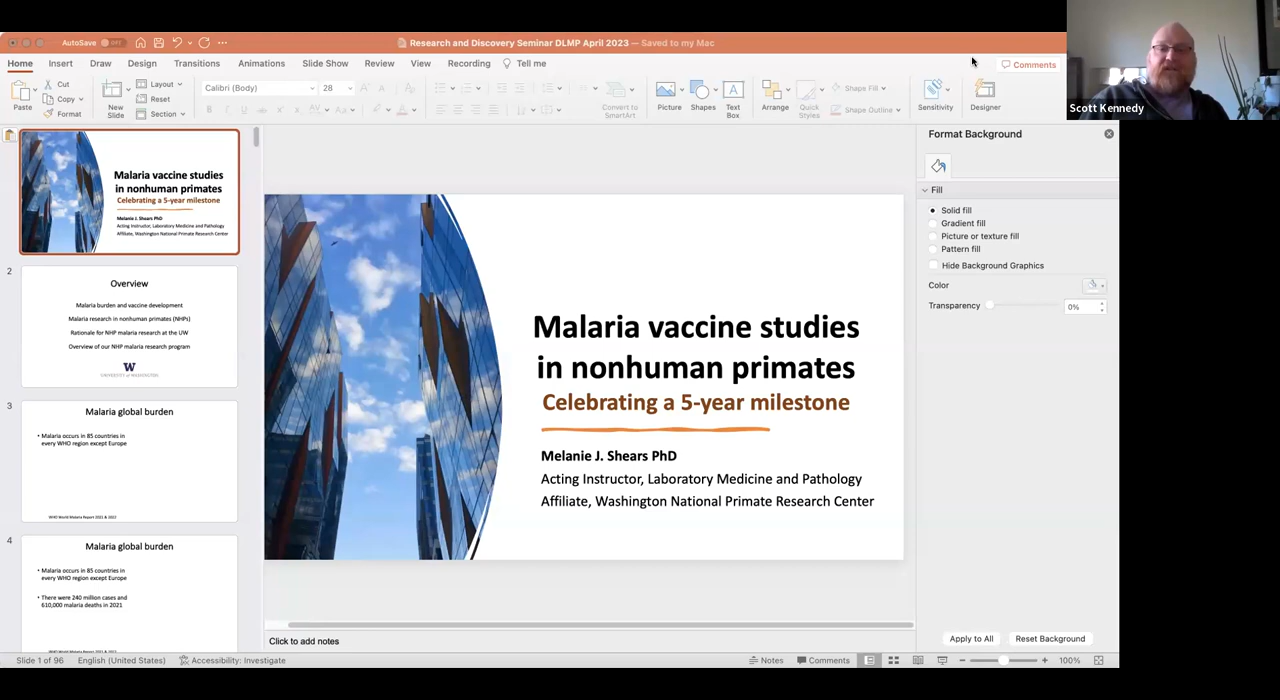 AutoSave OFF
Research and Discovery Seminar DLMP April 2023 — Saved to my Mac
Home Insert Draw Design Transitions Animations Slide Show Review View Recording Tell me
Comments
Scott Kennedy
Paste
Cut
Copy
Format
New Slide
Layout
Reset
Section
Calibri (Body)
28
Convert to SmartArt
Picture
Shapes
Text Box
Arrange
Quick Styles
Shape Fill
Shape Outline
Sensitivity
Designer
Malaria vaccine studies
in nonhuman primates
Celebrating a 5-year milestone
Melanie J. Shears PhD
Acting Instructor, Laboratory Medicine and Pathology
Affiliate, Washington National Primate Research Center
2
Overview
Malaria burden and vaccine development
Malaria research in nonhuman primates (NHPs)
Rationale for NHP malaria research at the UW
Overview of our NHP malaria research program
W
UNIVERSITY of WASHINGTON
3
Malaria global burden
• Malaria occurs in 85 countries in
every WHO region except Europe
WHO World Malaria Report 2021 & 2022
4
Malaria global burden
• Malaria occurs in 85 countries in
every WHO region except Europe
• There were 240 million cases and
610,000 malaria deaths in 2021
Malaria vaccine studies
in nonhuman primates
Celebrating a 5-year milestone
Melanie J. Shears PhD
Acting Instructor, Laboratory Medicine and Pathology
Affiliate, Washington National Primate Research Center
Click to add notes
Format Background
Fill
Solid fill
Gradient fill
Picture or texture fill
Pattern fill
Hide Background Graphics
Color
Transparency
0%
Apply to All
Reset Background
Slide 1 of 96 English (United States) Accessibility: Investigate
Notes Comments 100%